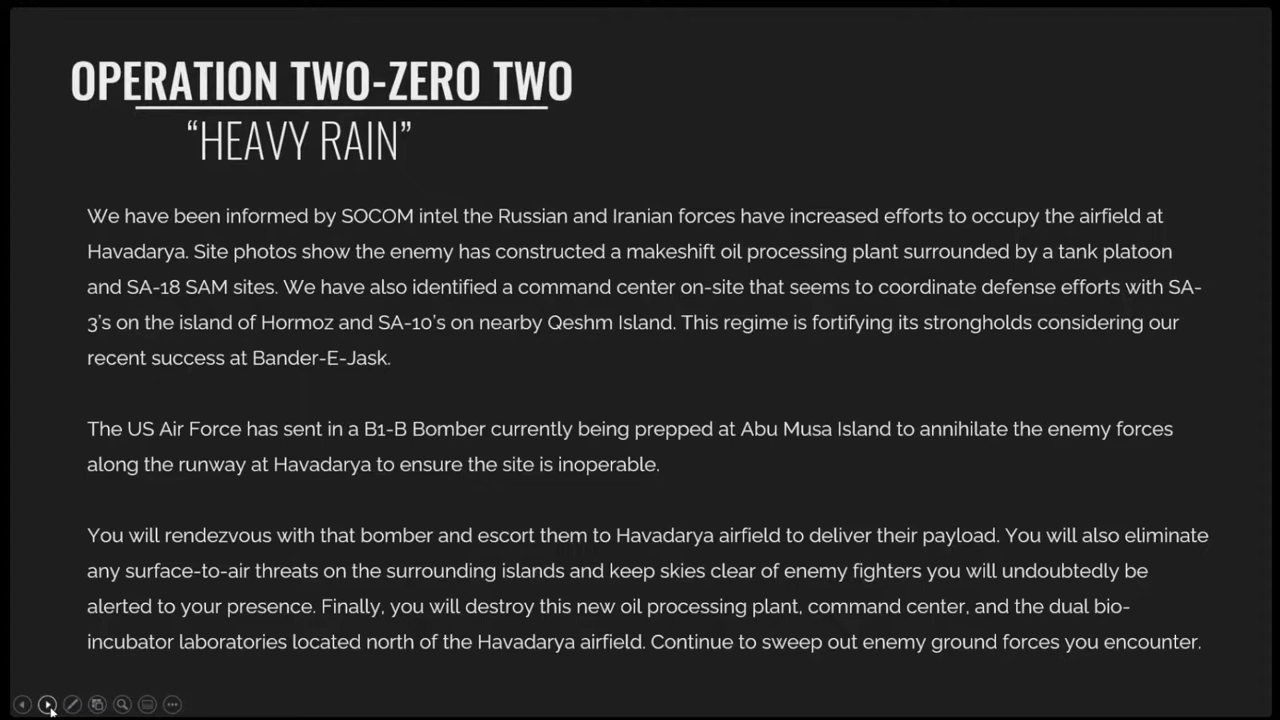 OPERATION TWO-ZERO TWO
“HEAVY RAIN”
We have been informed by SOCOM intel the Russian and Iranian forces have increased efforts to occupy the airfield at
Havadarya. Site photos show the enemy has constructed a makeshift oil processing plant surrounded by a tank platoon
and SA-18 SAM sites. We have also identified a command center on-site that seems to coordinate defense efforts with SA-
3’s on the island of Hormoz and SA-10’s on nearby Qeshm Island. This regime is fortifying its strongholds considering our
recent success at Bander-E-Jask.
The US Air Force has sent in a B1-B Bomber currently being prepped at Abu Musa Island to annihilate the enemy forces
along the runway at Havadarya to ensure the site is inoperable.
You will rendezvous with that bomber and escort them to Havadarya airfield to deliver their payload. You will also eliminate
any surface-to-air threats on the surrounding islands and keep skies clear of enemy fighters you will undoubtedly be
alerted to your presence. Finally, you will destroy this new oil processing plant, command center, and the dual bio-
incubator laboratories located north of the Havadarya airfield. Continue to sweep out enemy ground forces you encounter.